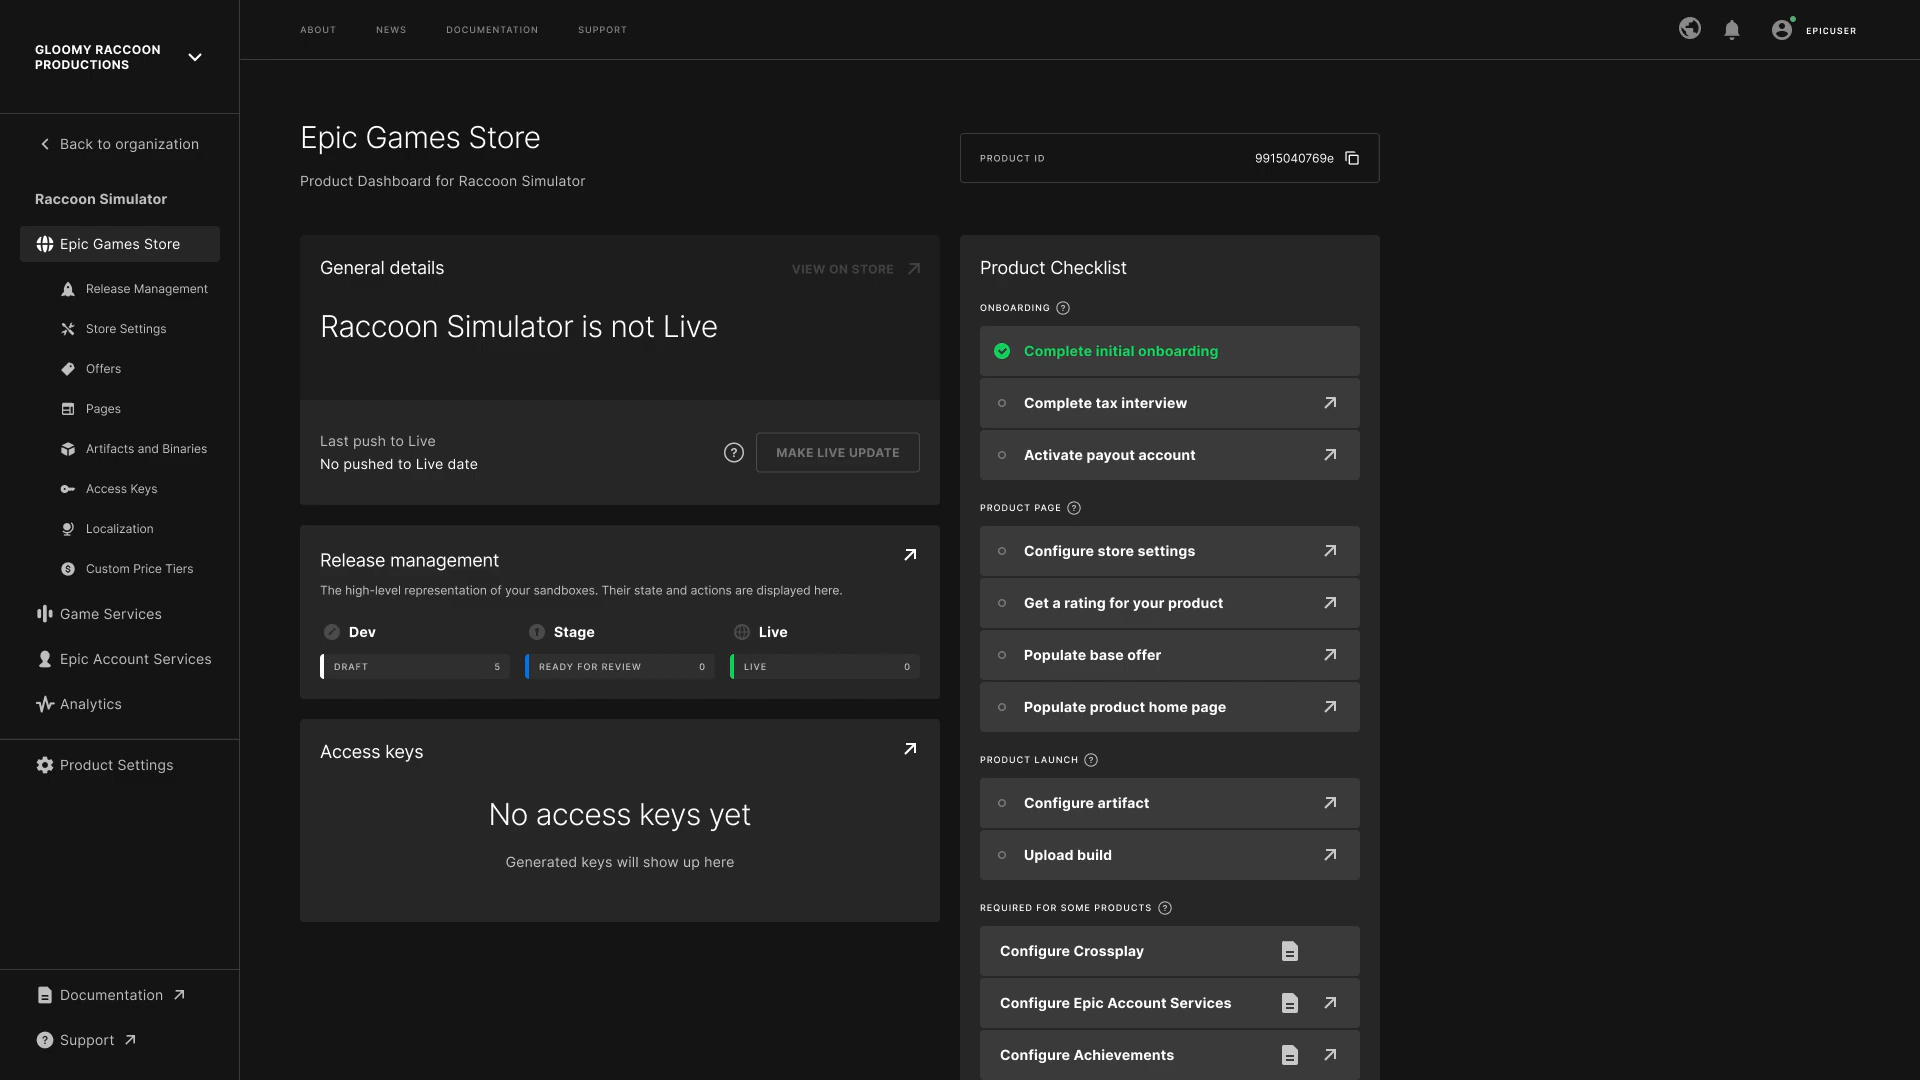 GLOOMY RACCOON
PRODUCTIONS
Back to organization
Raccoon Simulator
Epic Games Store
Release Management
Store Settings
Offers
Pages
Artifacts and Binaries
Access Keys
Localization
Custom Price Tiers
Game Services
Epic Account Services
Analytics
Product Settings
Documentation
Support
ABOUT NEWS DOCUMENTATION SUPPORT
EPICUSER
Epic Games Store
Product Dashboard for Raccoon Simulator
PRODUCT ID 9915040769e
General details VIEW ON STORE
Raccoon Simulator is not Live
Last push to Live
No pushed to Live date
? MAKE LIVE UPDATE
Release management
The high-level representation of your sandboxes. Their state and actions are displayed here.
Dev Stage Live
DRAFT 5 READY FOR REVIEW 0 LIVE 0
Access keys
No access keys yet
Generated keys will show up here
Product Checklist
ONBOARDING ?
Complete initial onboarding
Complete tax interview
Activate payout account
PRODUCT PAGE ?
Configure store settings
Get a rating for your product
Populate base offer
Populate product home page
PRODUCT LAUNCH ?
Configure artifact
Upload build
REQUIRED FOR SOME PRODUCTS ?
Configure Crossplay
Configure Epic Account Services
Configure Achievements